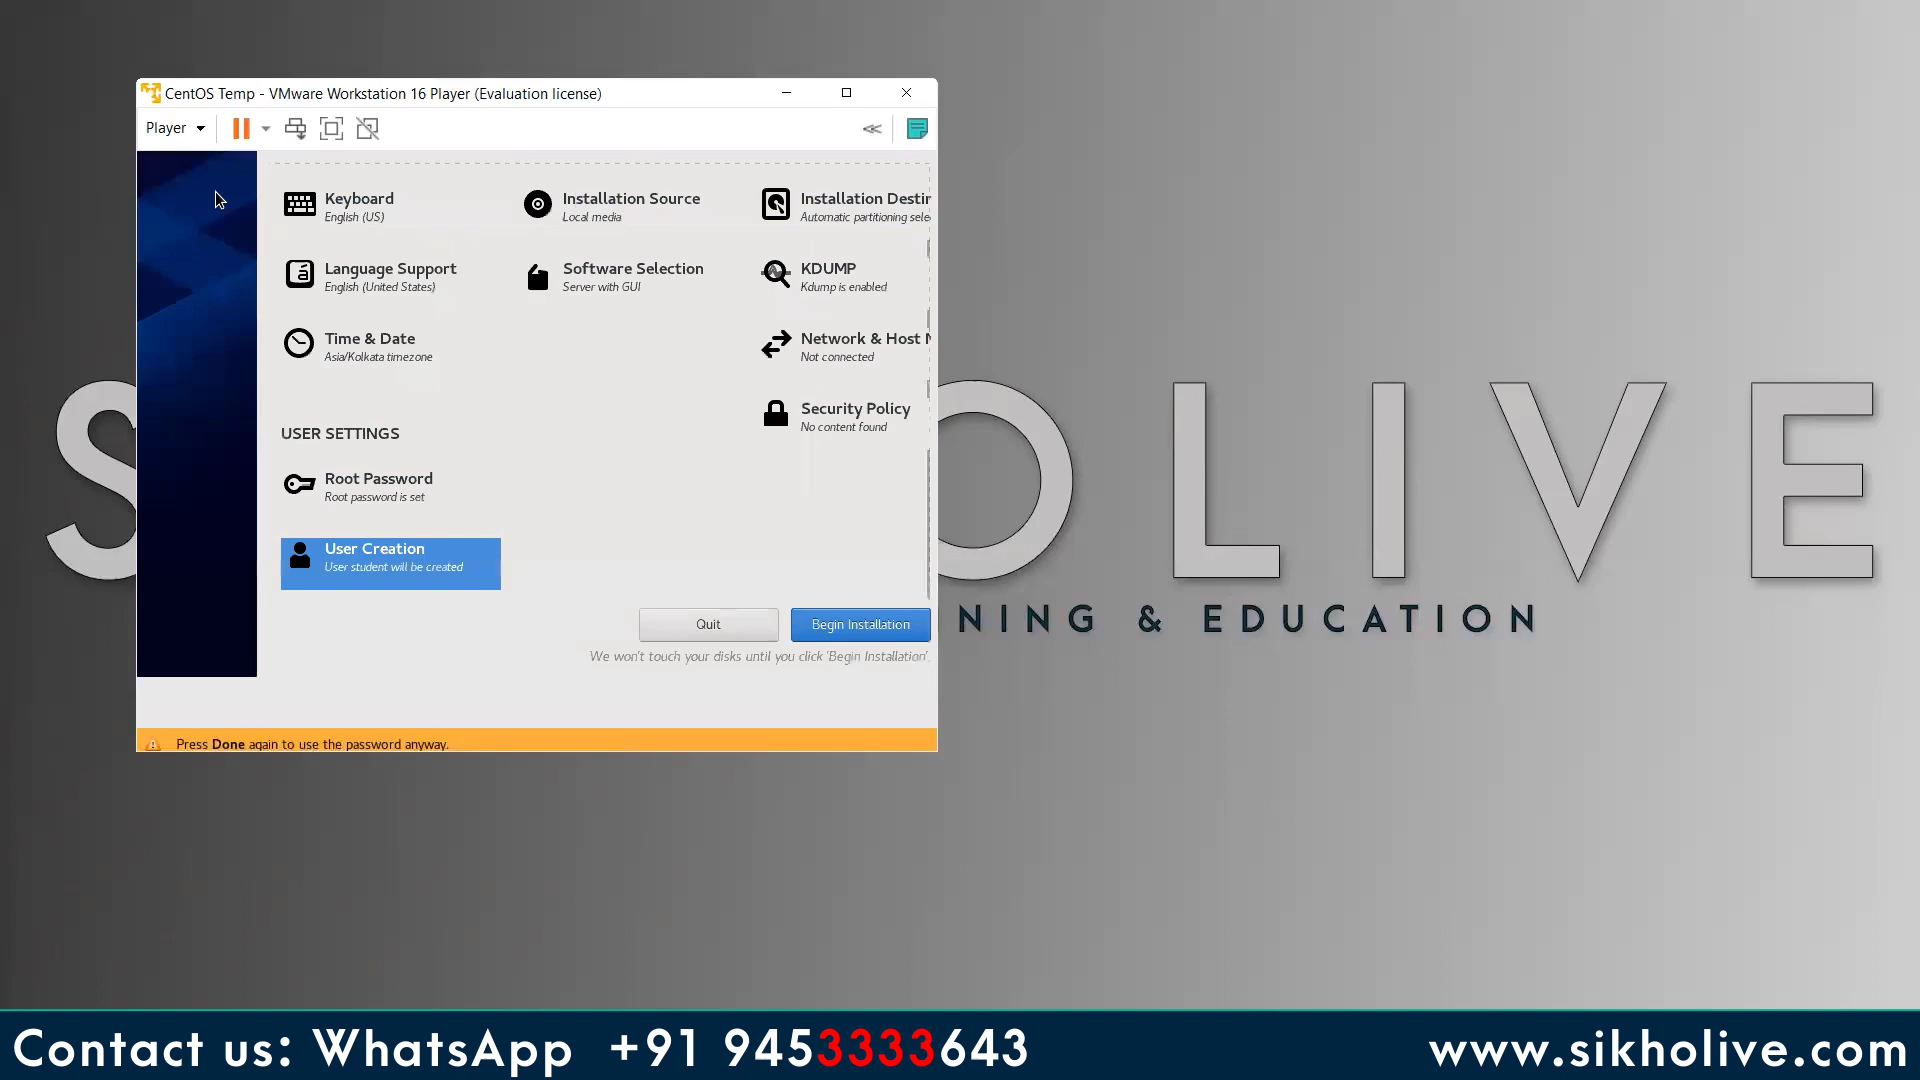 CentOS Temp - VMware Workstation 16 Player (Evaluation license)
Player
Keyboard
English (US)
Installation Source
Local media
Installation
Automatic partitioning
Language Support
English (United States)
Software Selection
Server with GUI
KDUMP
Kdump is enabled
Time & Date
Asia/Kolkata timezone
Network & Host
Not connected
Security Policy
No content found
USER SETTINGS
Root Password
Root password is set
User Creation
User student will be created
Quit
Begin Installation
We won't touch your disks until you click 'Begin Installation'.
Press Done again to use the password anyway.
S OLIVE
NING & EDUCATION
Contact us: WhatsApp +91 9453333643
www.sikholive.com